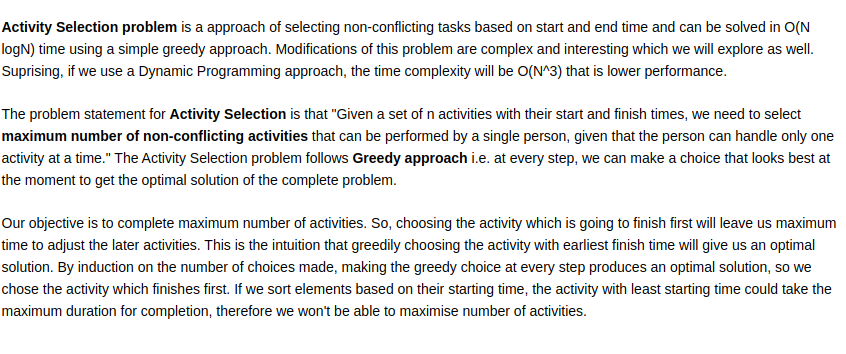 Activity Selection problem is a approach of selecting non-conflicting tasks based on start and end time and can be solved in O(N
logN) time using a simple greedy approach. Modifications of this problem are complex and interesting which we will explore as well.
Suprising, if we use a Dynamic Programming approach, the time complexity will be O(N^3) that is lower performance.
The problem statement for Activity Selection is that "Given a set of n activities with their start and finish times, we need to select
maximum number of non-conflicting activities that can be performed by a single person, given that the person can handle only one
activity at a time." The Activity Selection problem follows Greedy approach i.e. at every step, we can make a choice that looks best at
the moment to get the optimal solution of the complete problem.
Our objective is to complete maximum number of activities. So, choosing the activity which is going to finish first will leave us maximum
time to adjust the later activities. This is the intuition that greedily choosing the activity with earliest finish time will give us an optimal
solution. By induction on the number of choices made, making the greedy choice at every step produces an optimal solution, so we
chose the activity which finishes first. If we sort elements based on their starting time, the activity with least starting time could take the
maximum duration for completion, therefore we won't be able to maximise number of activities.